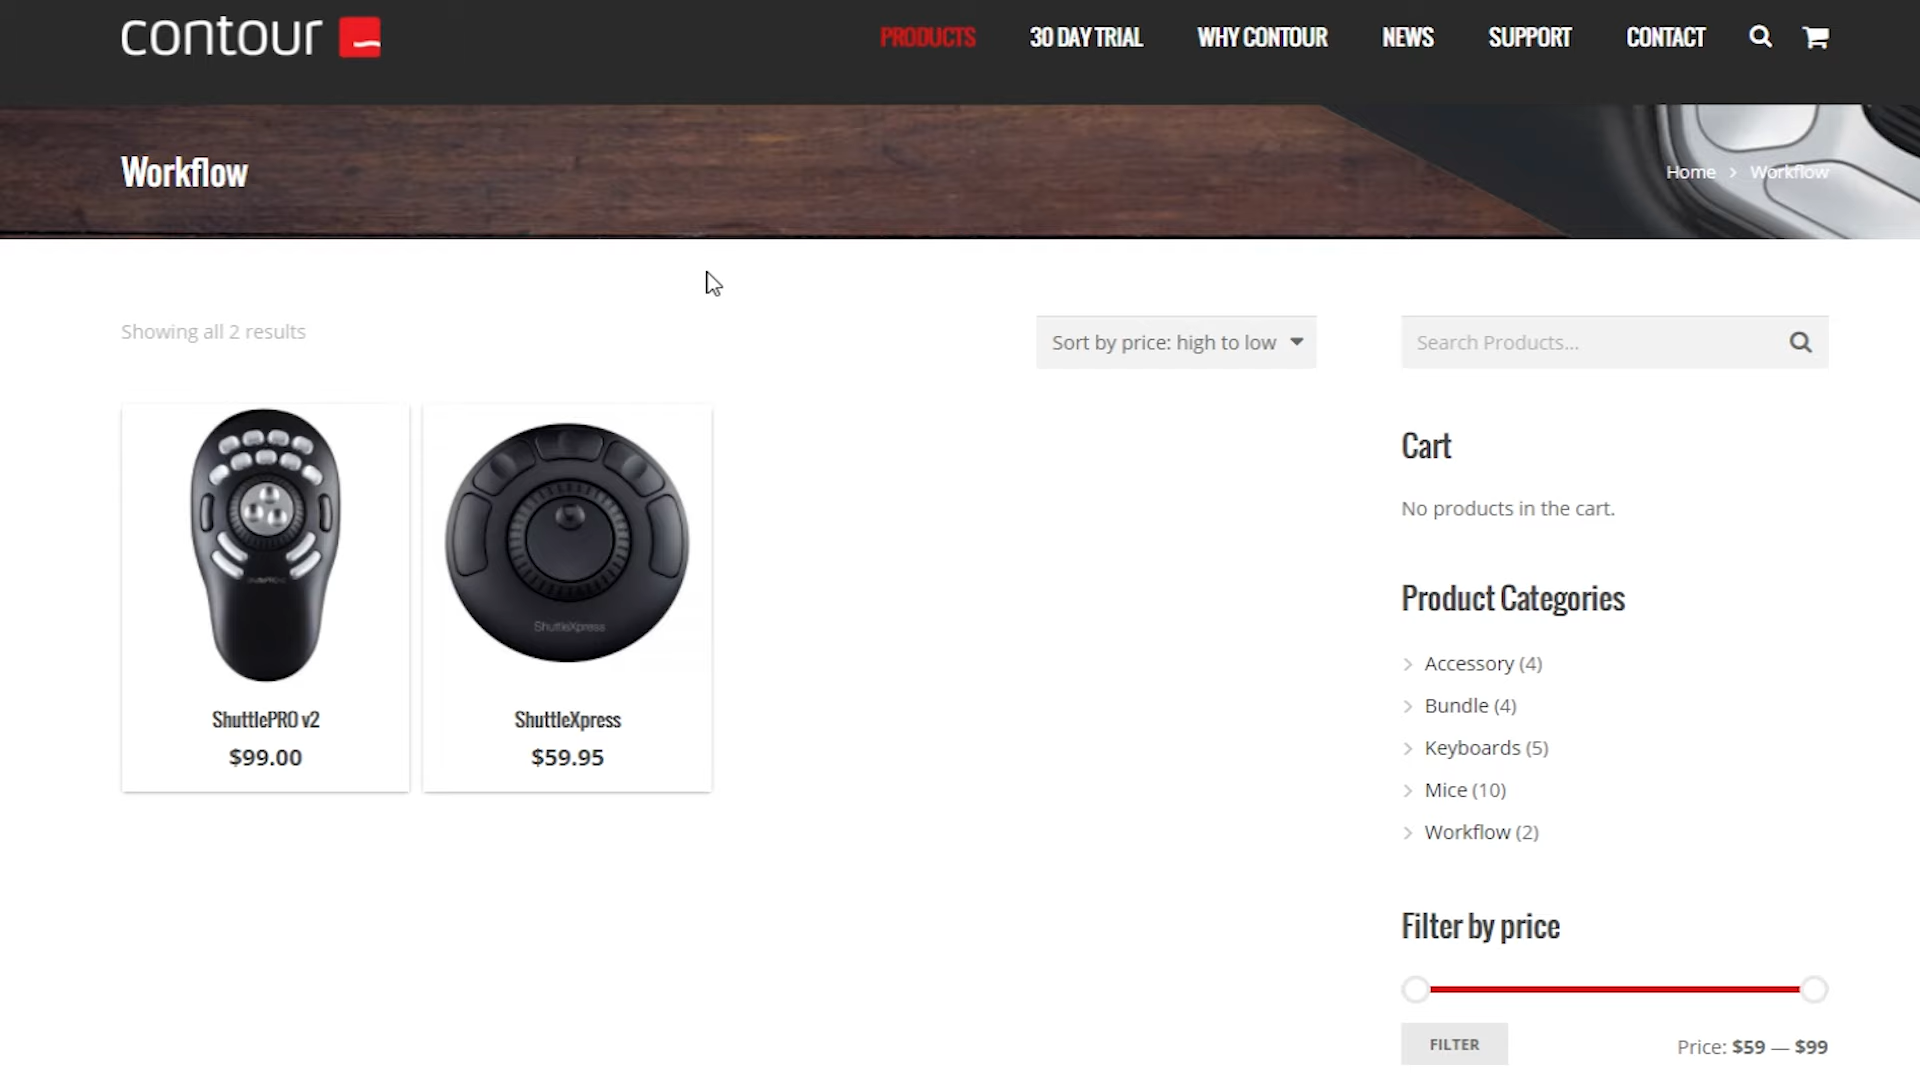 contour
PRODUCTS
30 DAY TRIAL
WHY CONTOUR
NEWS
SUPPORT
CONTACT
Workflow
Home > Workflow
Showing all 2 results
Sort by price: high to low
Search Products...
ShuttleXpress
ShuttlePRO v2
$99.00
ShuttleXpress
$59.95
Cart
No products in the cart.
Product Categories
Accessory (4)
Bundle (4)
Keyboards (5)
Mice (10)
Workflow (2)
Filter by price
FILTER
Price: $59 — $99